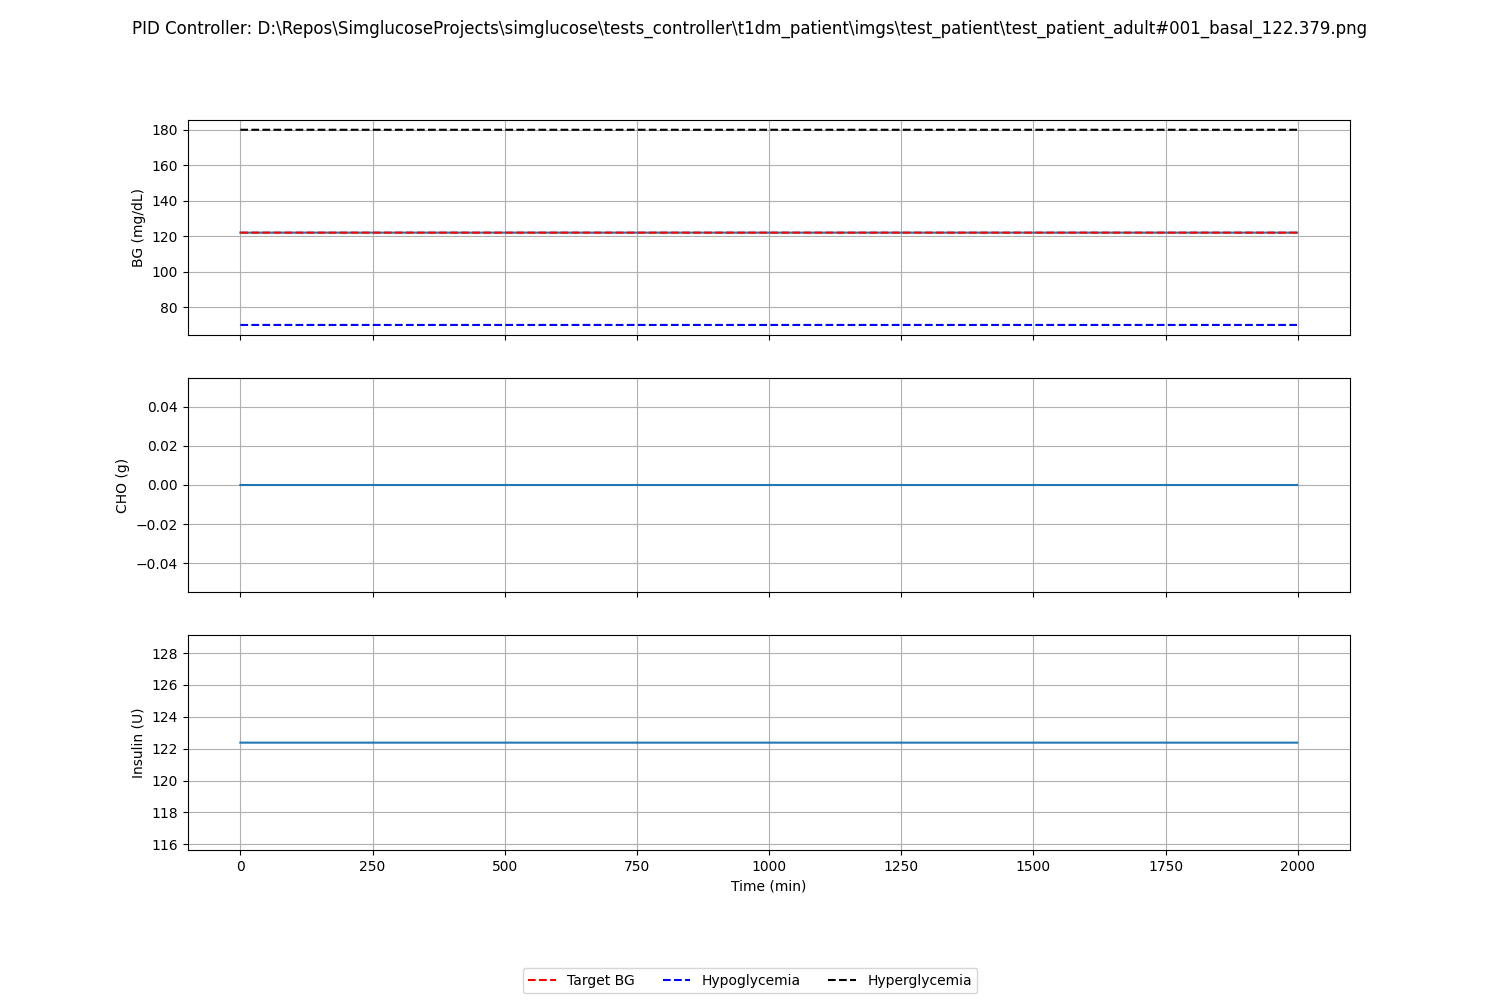 PID Controller: D:\Repos\SimglucoseProjects\simglucose\tests_controller\t1dm_patient\imgs\test_patient\test_patient_adult#001_basal_122.379.png
180
160
140
120
100
80
BG (mg/dL)
0.04
0.02
0.00
−0.02
−0.04
CHO (g)
128
126
124
122
120
118
116
Insulin (U)
0 250 500 750 1000 1250 1500 1750 2000
Time (min)
Target BG Hypoglycemia Hyperglycemia